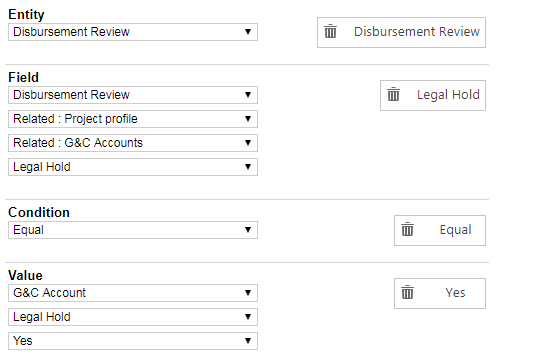 Entity
Disbursement Review
Disbursement Review
Field
Disbursement Review
Legal Hold
Related : Project profile
Related : G&C Accounts
Legal Hold
Condition
Equal
Equal
Value
G&C Account
Yes
Legal Hold
Yes